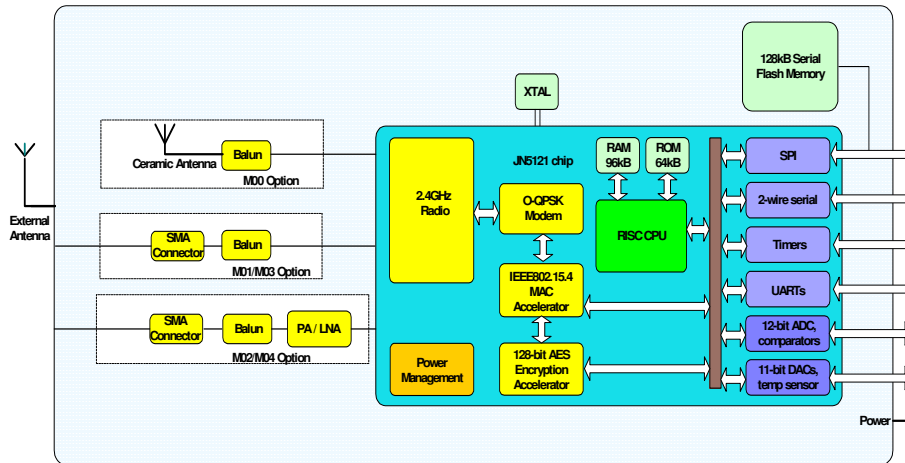 128kB Serial
Flash Memory
XTAL
JN5121 chip
RAM
96kB
ROM
64kB
SPI
Ceramic Antenna
Balun
M00 Option
2.4GHz
Radio
O-QPSK
Modem
RISC CPU
2-wire serial
External
Antenna
SMA
Connector
Balun
M01/M03 Option
Timers
IEEE802.15.4
MAC
Accelerator
UARTs
SMA
Connector
Balun
PA / LNA
M02/M04 Option
12-bit ADC,
comparators
Power
Management
128-bit AES
Encryption
Accelerator
11-bit DACs,
temp sensor
Power